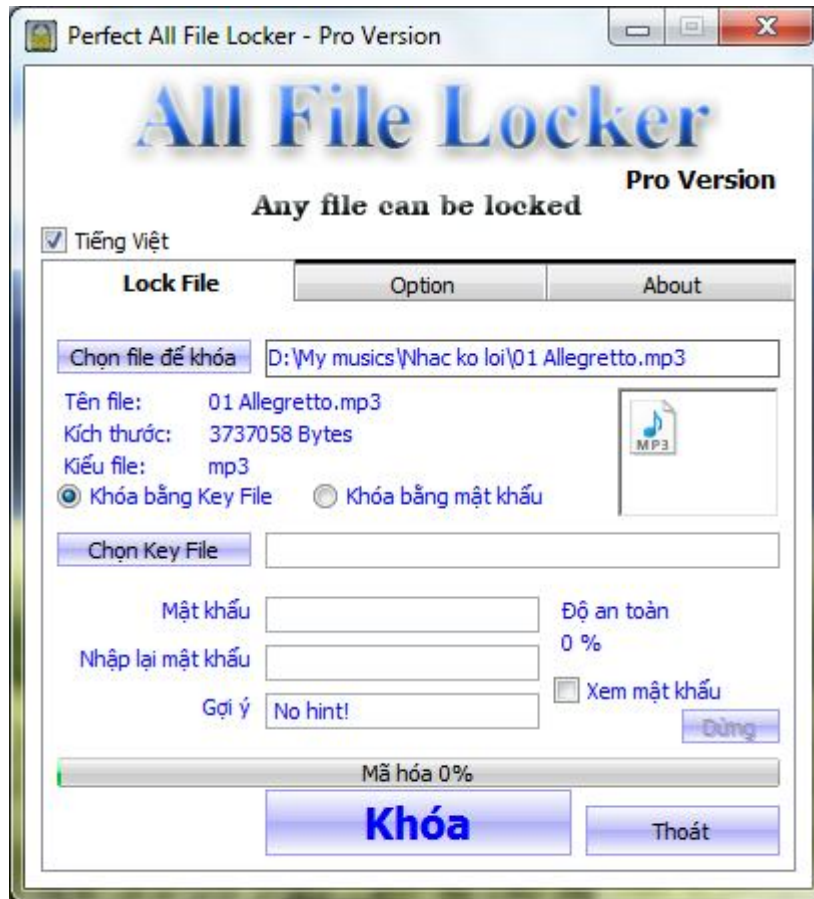 Perfect All File Locker - Pro Version
All File Locker
Pro Version
Any file can be locked
Tiếng Việt
Lock File Option About
Chọn file để khóa D:\My musics\Nhac ko loi\01 Allegretto.mp3
Tên file: 01 Allegretto.mp3
Kích thước: 3737058 Bytes
Kiểu file: mp3
MP3
Khóa bằng Key File Khóa bằng mật khẩu
Chọn Key File
Mật khẩu Độ an toàn
0 %
Nhập lại mật khẩu
Xem mật khẩu
Gợi ý No hint!
Dừng
Mã hóa 0%
Khóa Thoát